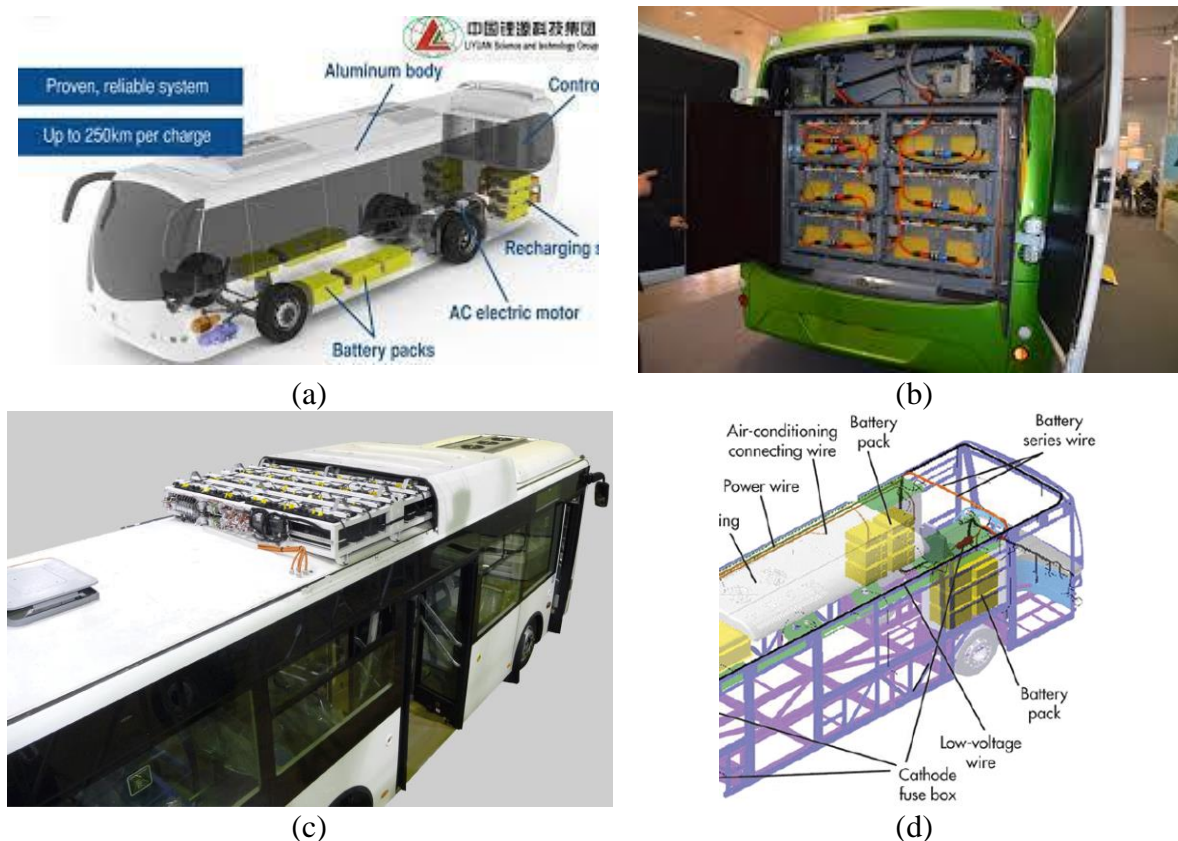 中国锂源科技集团
LIYUAN Science and technology Group
Proven, reliable system
Up to 250km per charge
Aluminum body
Contro
Recharging s
AC electric motor
Battery packs
(a)
(b)
(c)
Air-conditioning
connecting wire
Battery
pack
Battery
series wire
Power wire
ing
Battery
pack
Low-voltage
wire
Cathode
fuse box
(d)